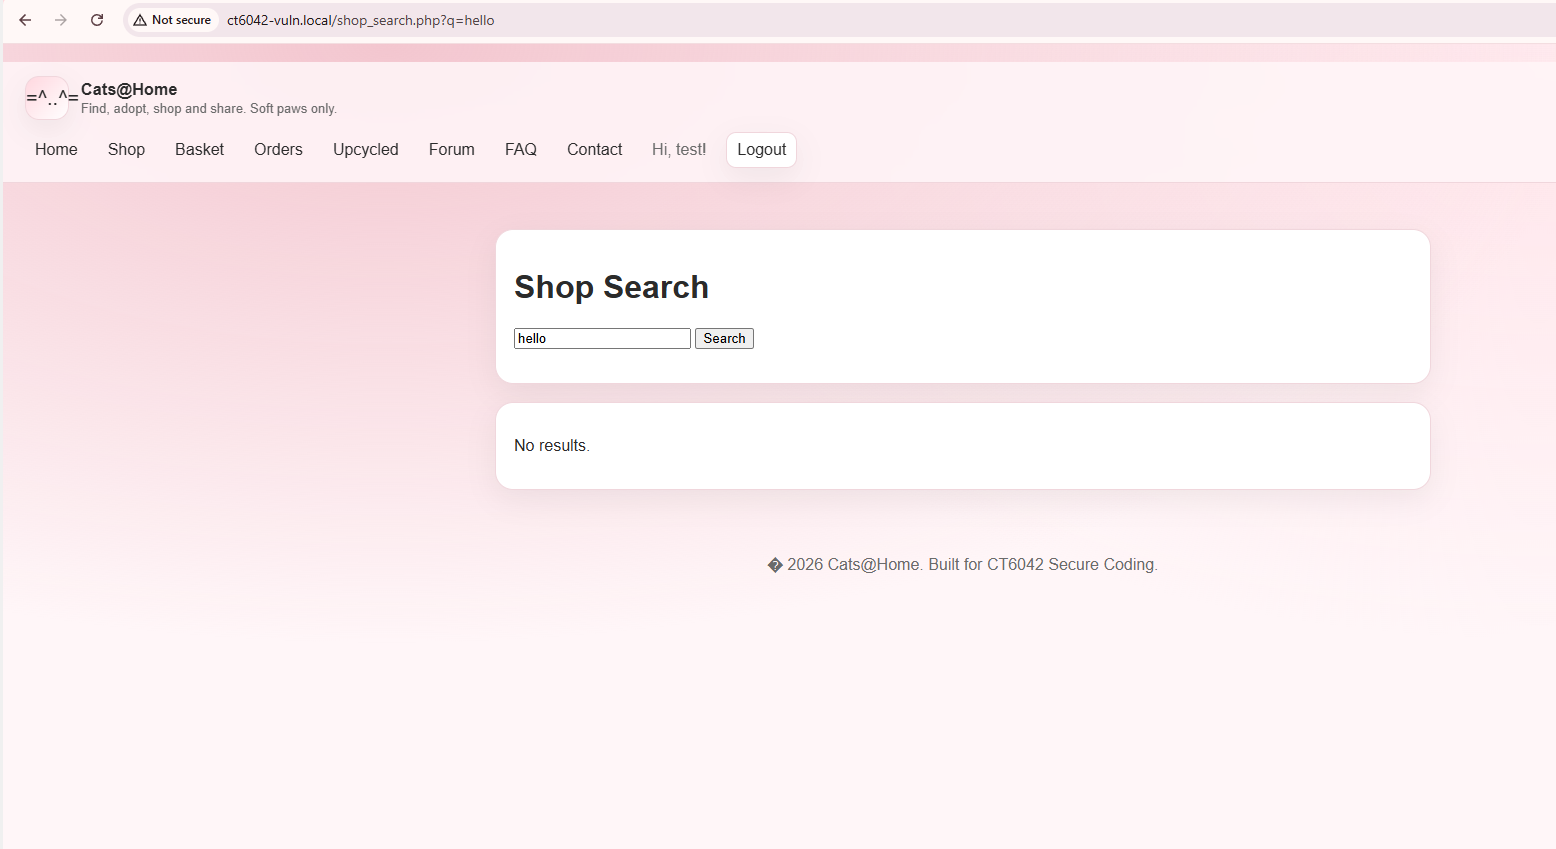 Not secure ct6042-vuln.local/shop_search.php?q=hello
=^..^= Cats@Home
Find, adopt, shop and share. Soft paws only.
Home Shop Basket Orders Upcycled Forum FAQ Contact Hi, test! Logout
Shop Search
hello Search
No results.
� 2026 Cats@Home. Built for CT6042 Secure Coding.